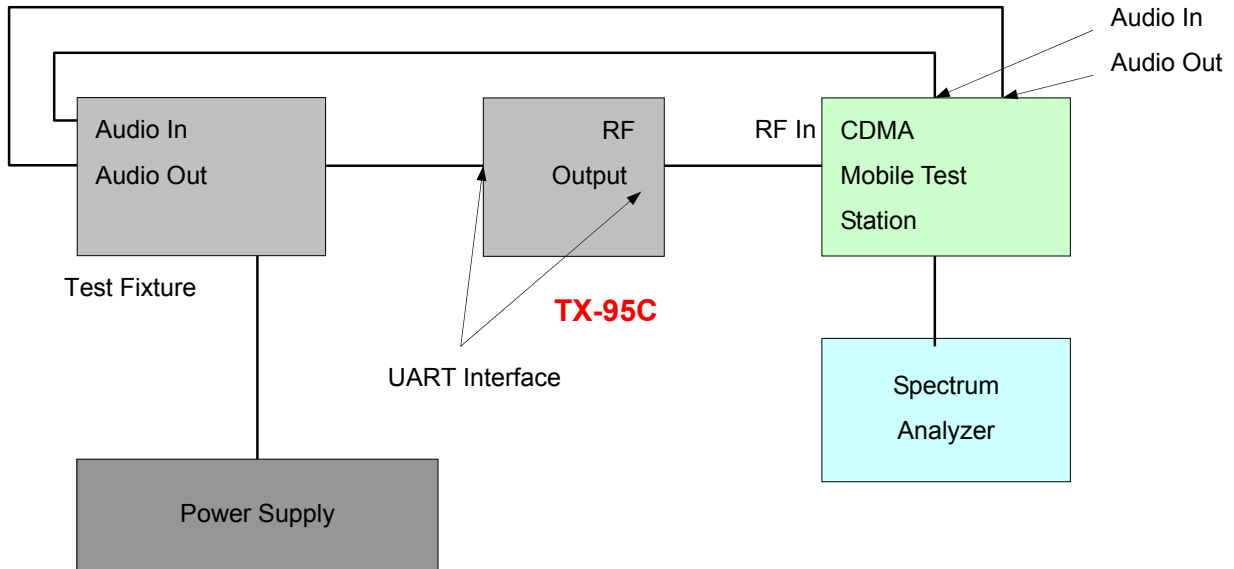 Audio In
Audio Out
Audio In
Audio Out
Test Fixture
RF
Output
TX-95C
UART Interface
RF In
CDMA
Mobile Test
Station
Spectrum
Analyzer
Power Supply